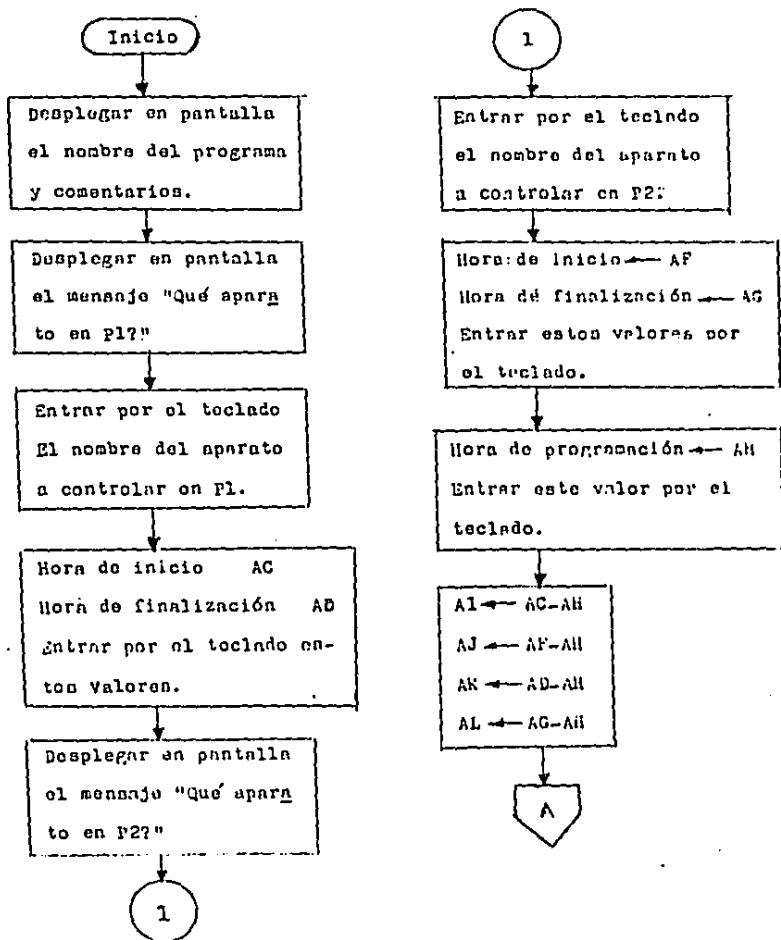 Inicio
Desplegar en pantalla
el nombre del programa
y comentarios.
Desplegar en pantalla
el mensaje "Qué apara
to en P1?"
Entrar por el teclado
El nombre del aparato
a controlar en P1.
Hora de inicio AC
Hora de finalización AD
Entrar por el teclado es-
tos Valores.
Desplegar en pantalla
el mensaje "Qué apara
to en P2?"
1
1
Entrar por el teclado
el nombre del aparato
a controlar en P2.
Hora de inicio ← AF
Hora de finalización ← AG
Entrar estos valores por
el teclado.
Hora de programación ← AH
Entrar este valor por el
teclado.
AI ← AC-AH
AJ ← AF-AH
AK ← AD-AH
AL ← AG-AH
A